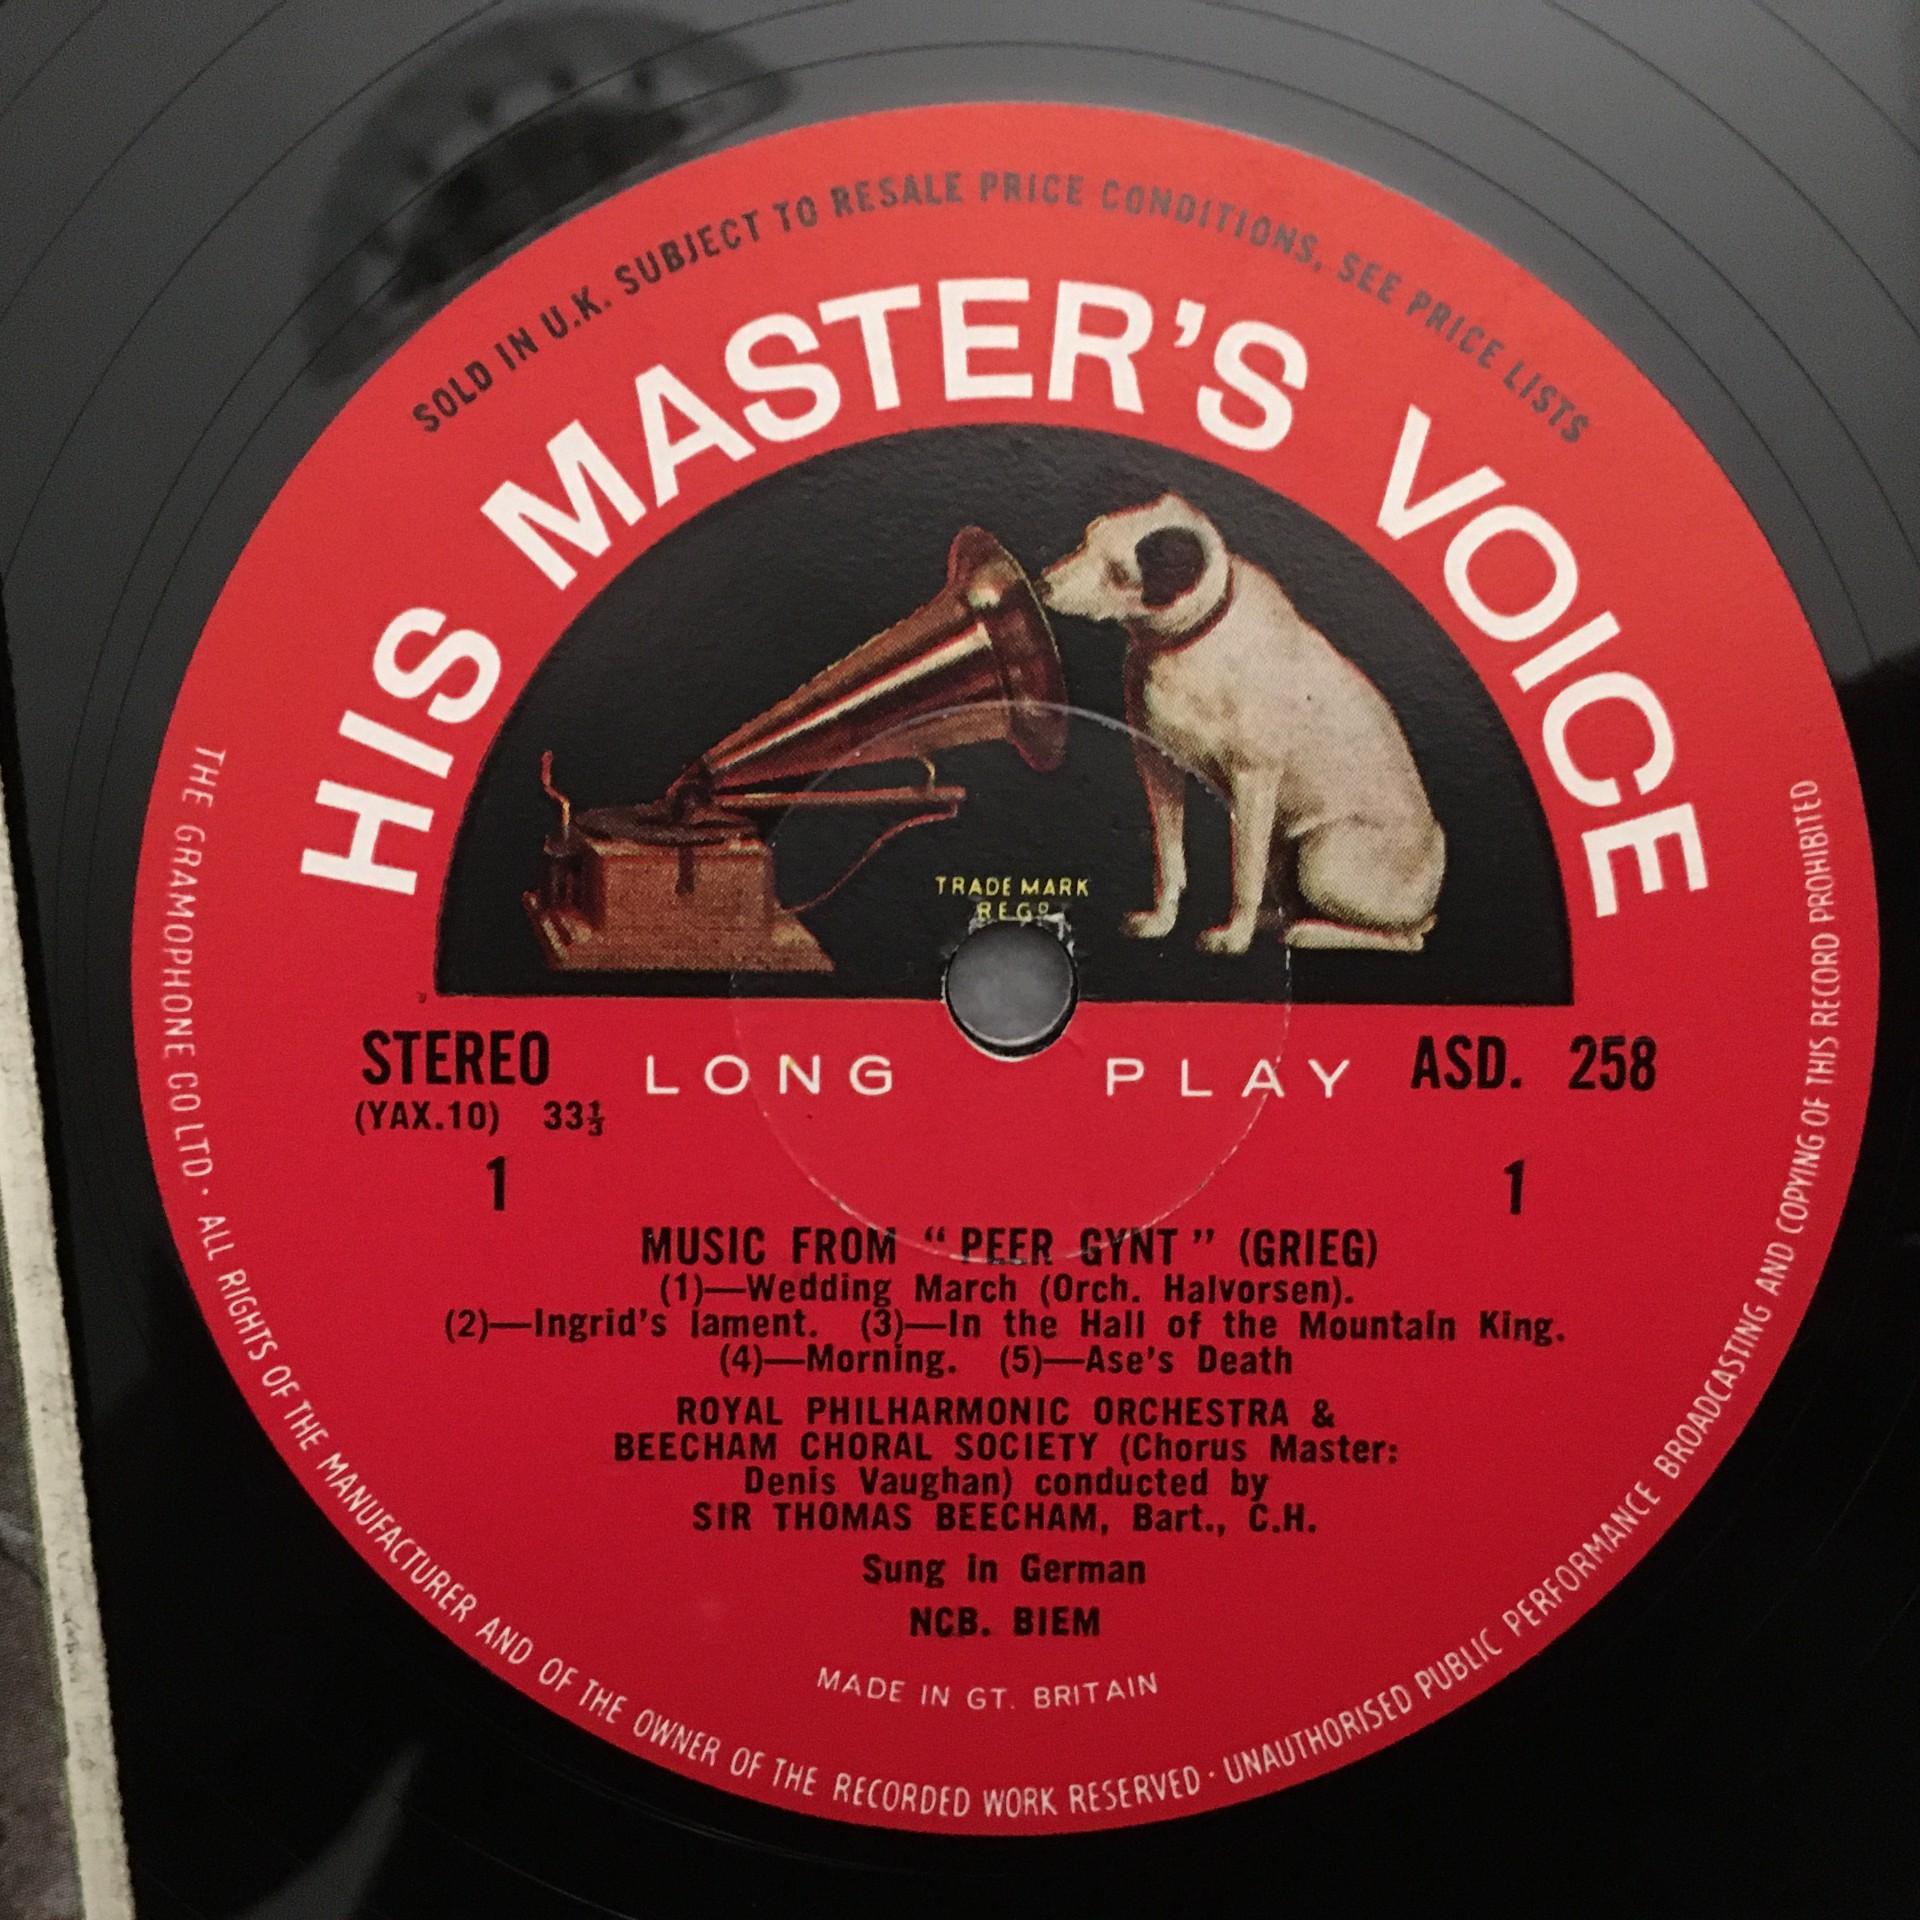 SOLD IN U.K. SUBJECT TO RESALE PRICE CONDITIONS, SEE PRICE LISTS
HIS MASTER'S VOICE
TRADE MARK
REGD
STEREO LONG PLAY ASD. 258
(YAX.10) 33⅓
1 1
MUSIC FROM “ PEER GYNT ” (GRIEG)
(1)—Wedding March (Orch. Halvorsen).
(2)—Ingrid's lament. (3)—In the Hall of the Mountain King.
(4)—Morning. (5)—Ase's Death
ROYAL PHILHARMONIC ORCHESTRA &
BEECHAM CHORAL SOCIETY (Chorus Master:
Denis Vaughan) conducted by
SIR THOMAS BEECHAM, Bart., C.H.
Sung in German
NCB. BIEM
MADE IN GT. BRITAIN
THE GRAMOPHONE CO LTD · ALL RIGHTS OF THE MANUFACTURER AND OF THE OWNER OF THE RECORDED WORK RESERVED · UNAUTHORISED PUBLIC PERFORMANCE BROADCASTING AND COPYING OF THIS RECORD PROHIBITED